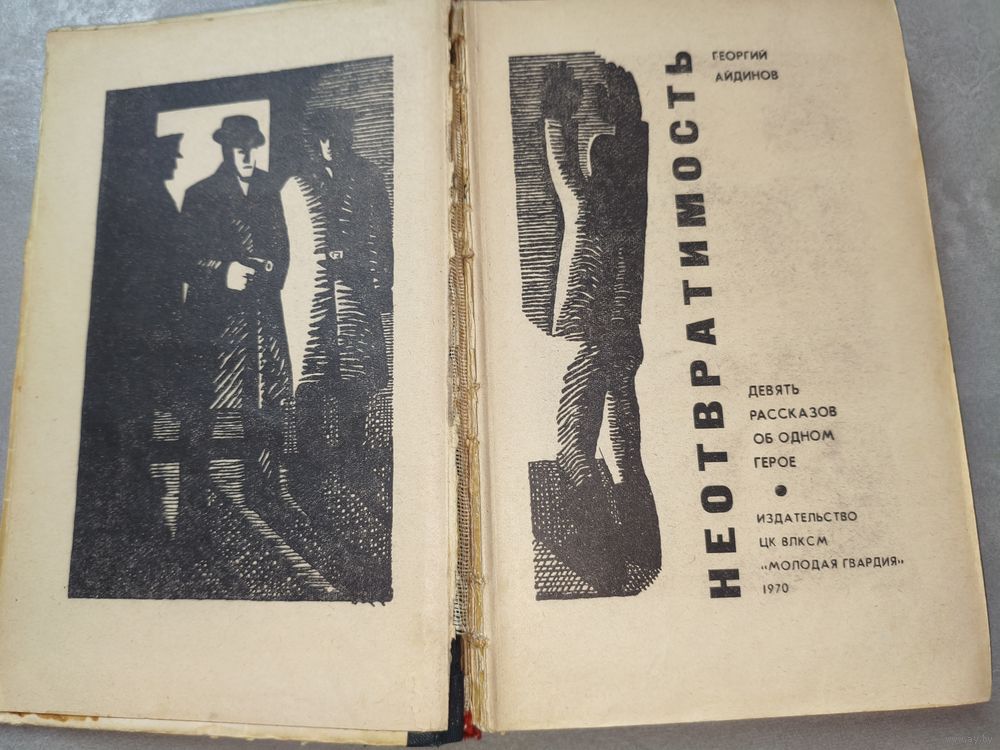 ГЕОРГИЙ
АЙДИНОВ
НЕОТВРАТИМОСТЬ
ДЕВЯТЬ
РАССКАЗОВ
ОБ ОДНОМ
ГЕРОЕ
ИЗДАТЕЛЬСТВО
ЦК ВЛКСМ
„МОЛОДАЯ ГВАРДИЯ"
1970